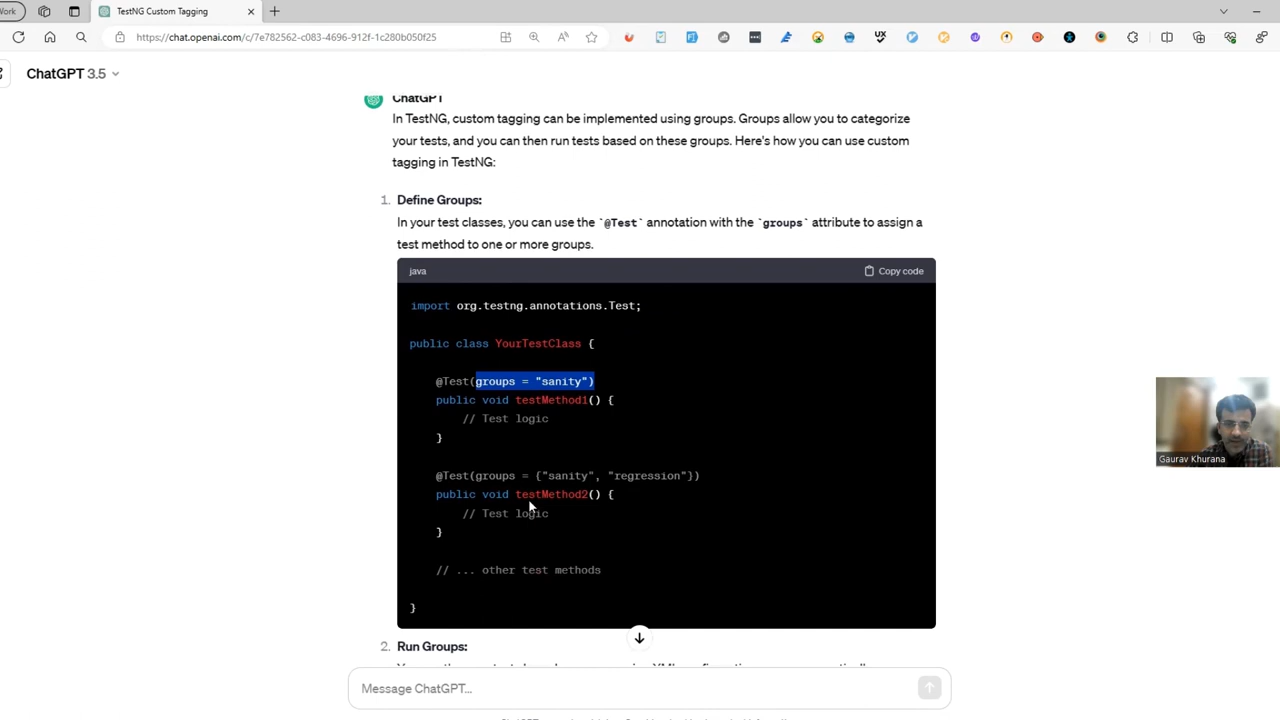 Work
TestNG Custom Tagging
https://chat.openai.com/c/7e782562-c083-4696-912f-1c280b050f25
ChatGPT 3.5
ChatGPT
In TestNG, custom tagging can be implemented using groups. Groups allow you to categorize
your tests, and you can then run tests based on these groups. Here's how you can use custom
tagging in TestNG:
1. Define Groups:
In your test classes, you can use the `@Test` annotation with the `groups` attribute to assign a
test method to one or more groups.
java
Copy code
import org.testng.annotations.Test;
public class YourTestClass {
@Test(groups = "sanity")
public void testMethod1() {
// Test logic
}
@Test(groups = {"sanity", "regression"})
public void testMethod2() {
// Test logic
}
// ... other test methods
}
2. Run Groups:
Message ChatGPT...
Gaurav Khurana